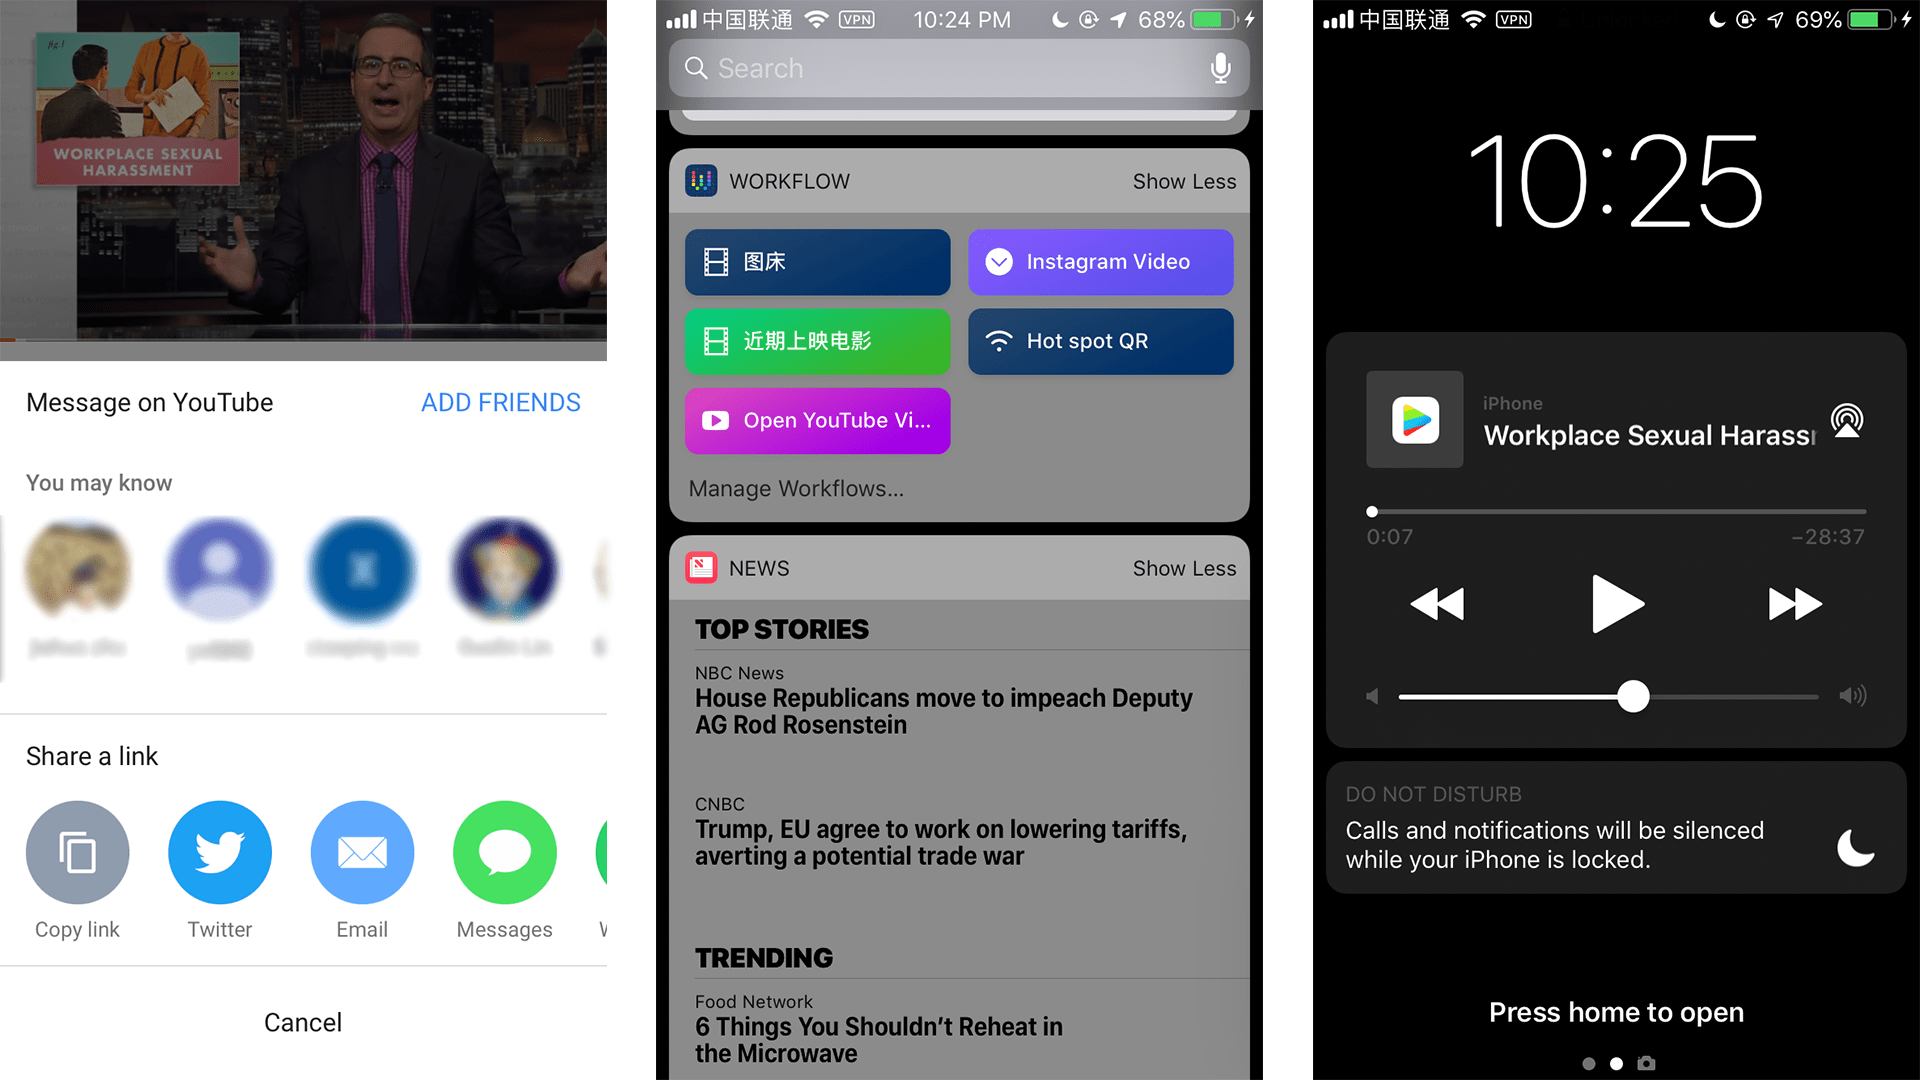 fig. 1
WORKPLACE SEXUAL
HARASSMENT
Message on YouTube
ADD FRIENDS
You may know
Share a link
Copy link
Twitter
Email
Messages
Cancel
中国联通
VPN
10:24 PM
68%
Search
WORKFLOW
Show Less
图床
Instagram Video
近期上映电影
Hot spot QR
Open YouTube Vi...
Manage Workflows...
NEWS
Show Less
TOP STORIES
NBC News
House Republicans move to impeach Deputy
AG Rod Rosenstein
CNBC
Trump, EU agree to work on lowering tariffs,
averting a potential trade war
TRENDING
Food Network
6 Things You Shouldn’t Reheat in
the Microwave
中国联通
VPN
69%
10:25
iPhone
Workplace Sexual Harassr
0:07
−28:37
DO NOT DISTURB
Calls and notifications will be silenced
while your iPhone is locked.
Press home to open